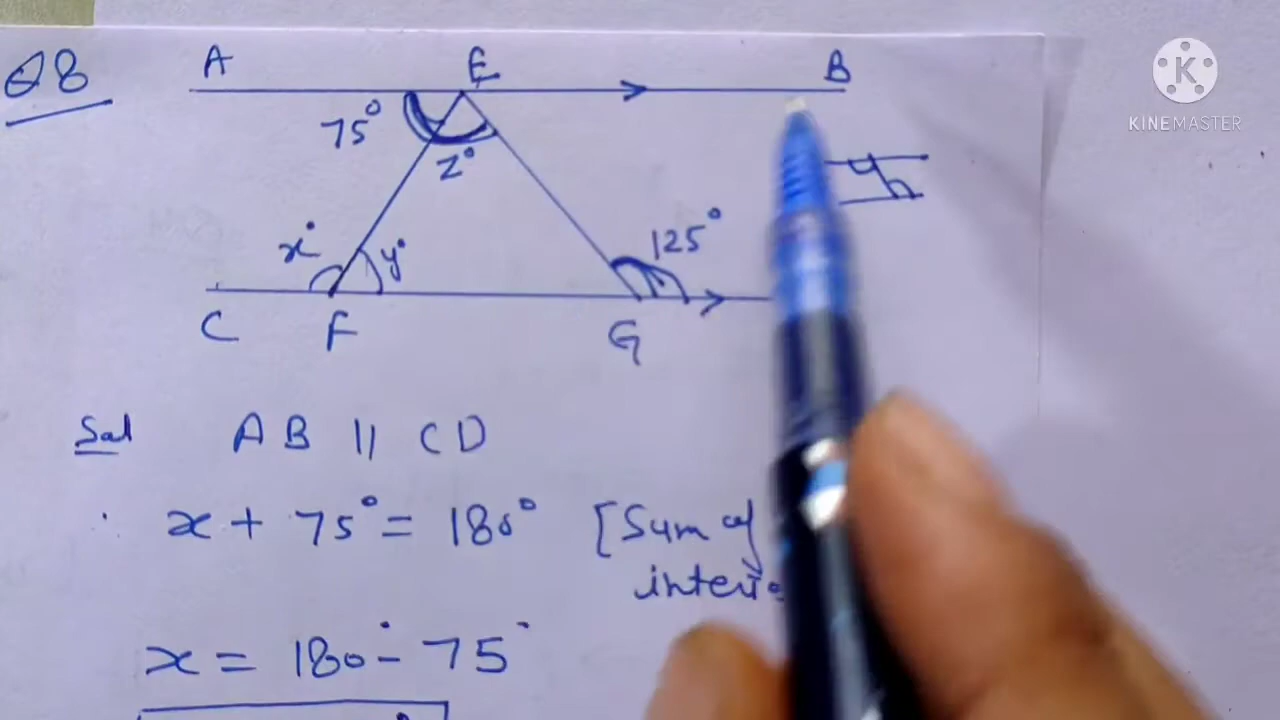 Q8
A E B
75°
z°
x° y° 125°
C F G
Sol AB || CD
x + 75° = 180° [Sum of
interio
x = 180° - 75°
K
KINEMASTER